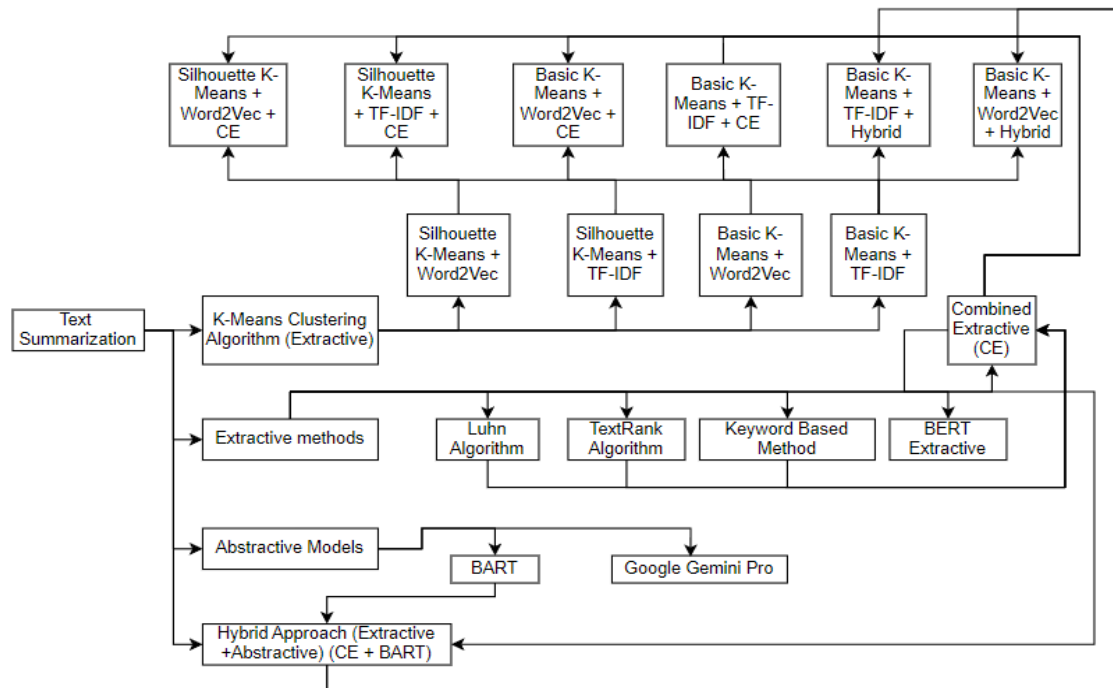 Silhouette K-
Means +
Word2Vec +
CE
Silhouette
K-Means
+ TF-IDF +
CE
Basic K-
Means +
Word2Vec +
CE
Basic K-
Means + TF-
IDF + CE
Basic K-
Means +
TF-IDF +
Hybrid
Basic K-
Means +
Word2Vec
+ Hybrid
Silhouette
K-Means +
Word2Vec
Silhouette
K-Means +
TF-IDF
Basic K-
Means +
Word2Vec
Basic K-
Means +
TF-IDF
Text
Summarization
K-Means Clustering
Algorithm (Extractive)
Combined
Extractive
(CE)
Extractive methods
Luhn
Algorithm
TextRank
Algorithm
Keyword Based
Method
BERT
Extractive
Abstractive Models
BART
Google Gemini Pro
Hybrid Approach (Extractive
+Abstractive) (CE + BART)